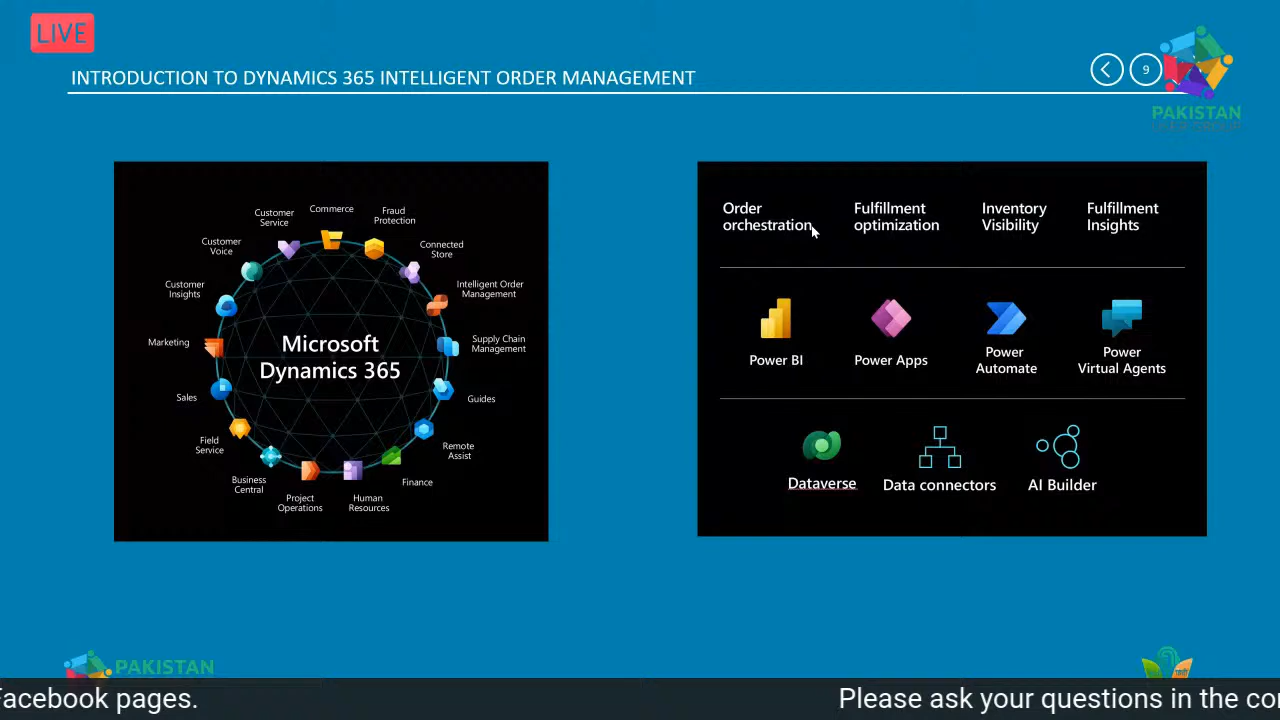 LIVE
INTRODUCTION TO DYNAMICS 365 INTELLIGENT ORDER MANAGEMENT
9
PAKISTAN
Commerce
Fraud
Protection
Connected
Store
Intelligent Order
Management
Supply Chain
Management
Guides
Remote
Assist
Finance
Human
Resources
Project
Operations
Business
Central
Field
Service
Sales
Marketing
Customer
Insights
Customer
Voice
Customer
Service
Microsoft
Dynamics 365
Order
orchestration
Fulfillment
optimization
Inventory
Visibility
Fulfillment
Insights
Power BI
Power Apps
Power
Automate
Power
Virtual Agents
Dataverse
Data connectors
AI Builder
PAKISTAN
Facebook pages.
Please ask your questions in the